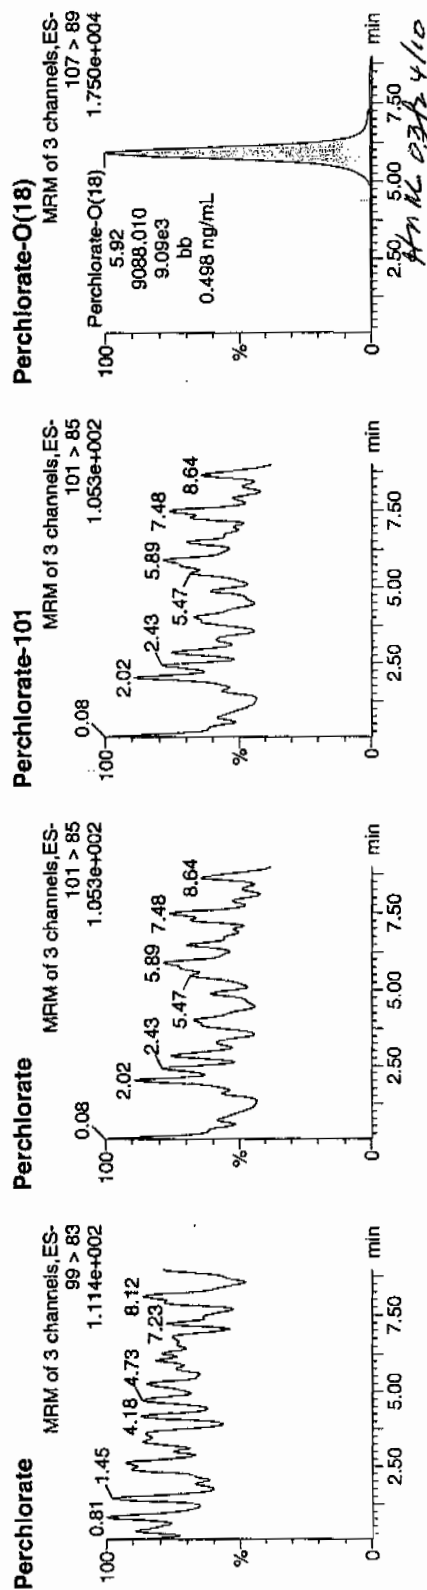 Perchlorate
MRM of 3 channels,ES-
99 > 83
1.114e+002
100
0.81
1.45
4.18
4.73
7.23
8.12
%
0
2.50
5.00
7.50
min
Perchlorate
MRM of 3 channels,ES-
101 > 85
1.053e+002
0.08
100
2.02
2.43
5.47
5.89
7.48
8.64
%
0
2.50
5.00
7.50
min
Perchlorate-101
MRM of 3 channels,ES-
101 > 85
1.053e+002
0.08
100
2.02
2.43
5.47
5.89
7.48
8.64
%
0
2.50
5.00
7.50
min
Perchlorate-O(18)
MRM of 3 channels,ES-
107 > 89
1.750e+004
100
Perchlorate-O(18)
5.92
9088.010
9.09e3
bb
0.498 ng/mL
%
0
2.50
5.00
7.50
min